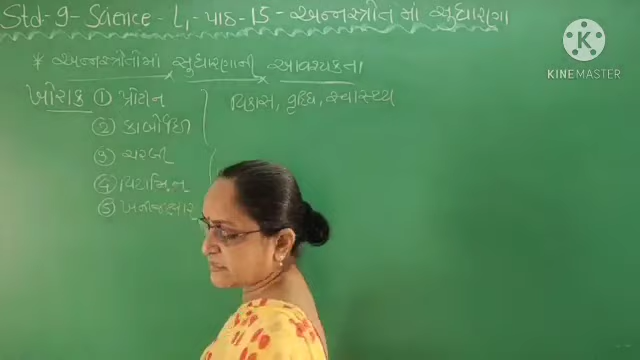 Std-9-Science-L1-પાઠ-15-અન્નસ્ત્રોત માં સુધારણા
* અન્નસ્ત્રોતોમાં સુધારણાની આવશ્યકતા
ખોરાક ① પ્રોટીન વિકાસ, વૃદ્ધિ, સ્વાસ્થ્ય
② કાર્બોદિત
③ ચરબી
④ વિટામિન
⑤ ખનીજક્ષાર
K
KINEMASTER